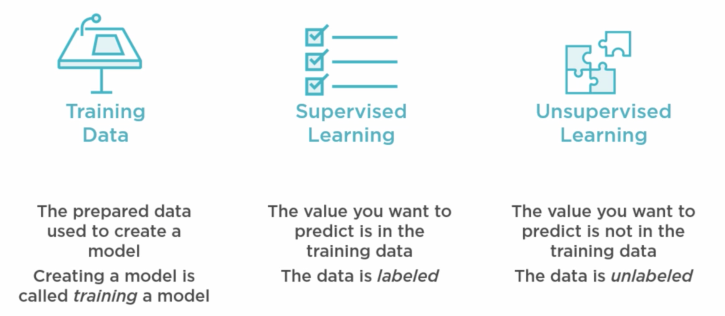 Training
Data
The prepared data
used to create a
model
Creating a model is
called training a model
Supervised
Learning
The value you want to
predict is in the
training data
The data is labeled
Unsupervised
Learning
The value you want to
predict is not in the
training data
The data is unlabeled